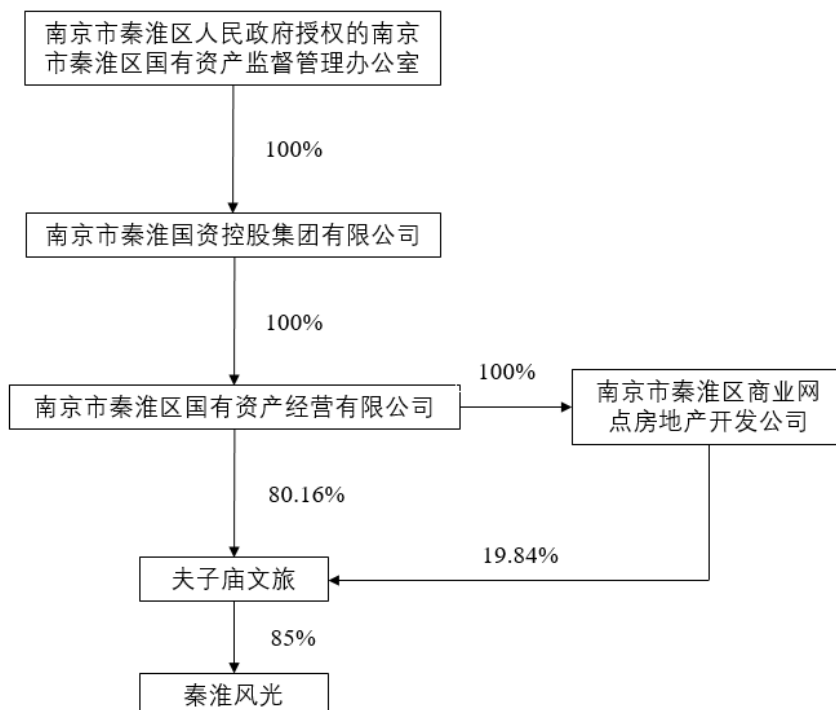 南京市秦淮区人民政府授权的南京
市秦淮区国有资产监督管理办公室
100%
南京市秦淮国资控股集团有限公司
100%
南京市秦淮区国有资产经营有限公司
100%
南京市秦淮区商业网
点房地产开发公司
80.16%
19.84%
夫子庙文旅
85%
秦淮风光